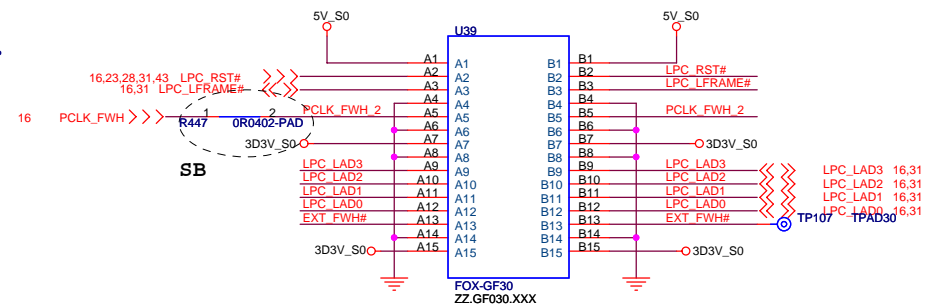 5V_S0 U39 5V_S0
A1 A1 B1 B1
16,23,28,31,43 LPC_RST# A2 A2 B2 B2 LPC_RST#
16,31 LPC_LFRAME# A3 A3 B3 B3 LPC_LFRAME#
A4 A4 B4 B4
16 PCLK_FWH 1 2 PCLK_FWH_2 A5 A5 B5 B5 PCLK_FWH_2
R447 0R0402-PAD A6 A6 B6 B6
3D3V_S0 A7 A7 B7 B7 3D3V_S0
SB A8 A8 B8 B8
LPC_LAD3 A9 A9 B9 B9 LPC_LAD3 LPC_LAD3 16,31
LPC_LAD2 A10 A10 B10 B10 LPC_LAD2 LPC_LAD2 16,31
LPC_LAD1 A11 A11 B11 B11 LPC_LAD1 LPC_LAD1 16,31
LPC_LAD0 A12 A12 B12 B12 LPC_LAD0 LPC_LAD0 16,31
EXT_FWH# A13 A13 B13 B13 EXT_FWH# TP107 TPAD30
A14 A14 B14 B14
3D3V_S0 A15 A15 B15 B15 3D3V_S0
FOX-GF30
ZZ.GF030.XXX